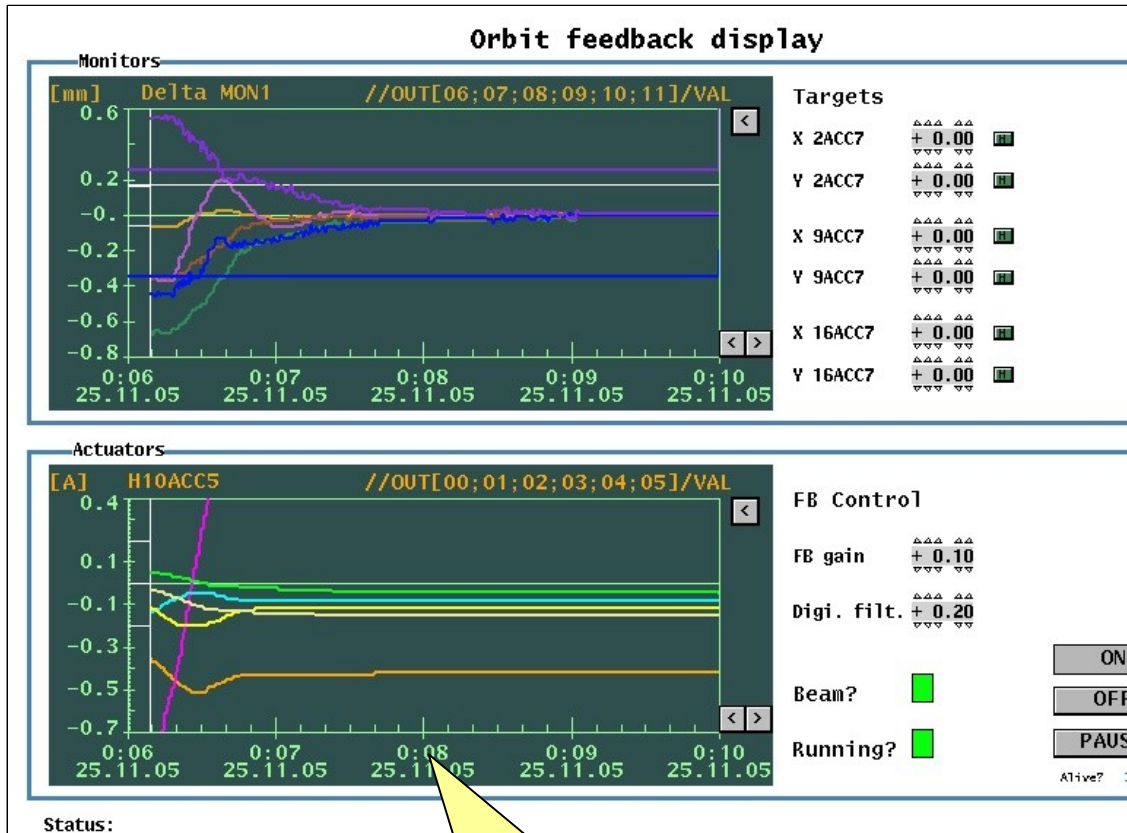 Orbit feedback display
Monitors
[mm] Delta MON1 //OUT[06;07;08;09;10;11]/VAL
0.6
0.2
-0.
-0.2
-0.4
-0.6
-0.8
0:06 0:07 0:08 0:09 0:10
25.11.05 25.11.05 25.11.05 25.11.05 25.11.05
<
< >
Targets
X 2ACC7 + 0.00 H
Y 2ACC7 + 0.00 H
X 9ACC7 + 0.00 H
Y 9ACC7 + 0.00 H
X 16ACC7 + 0.00 H
Y 16ACC7 + 0.00 H
Actuators
[A] H10ACC5 //OUT[00;01;02;03;04;05]/VAL
0.4
0.1
-0.1
-0.3
-0.5
-0.7
0:06 0:07 0:08 0:09 0:10
25.11.05 25.11.05 25.11.05 25.11.05 25.11.05
<
< >
FB Control
FB gain + 0.10
Digi. filt. + 0.20
Beam?
Running?
ON
OFF
PAUS
Alive?
Status: